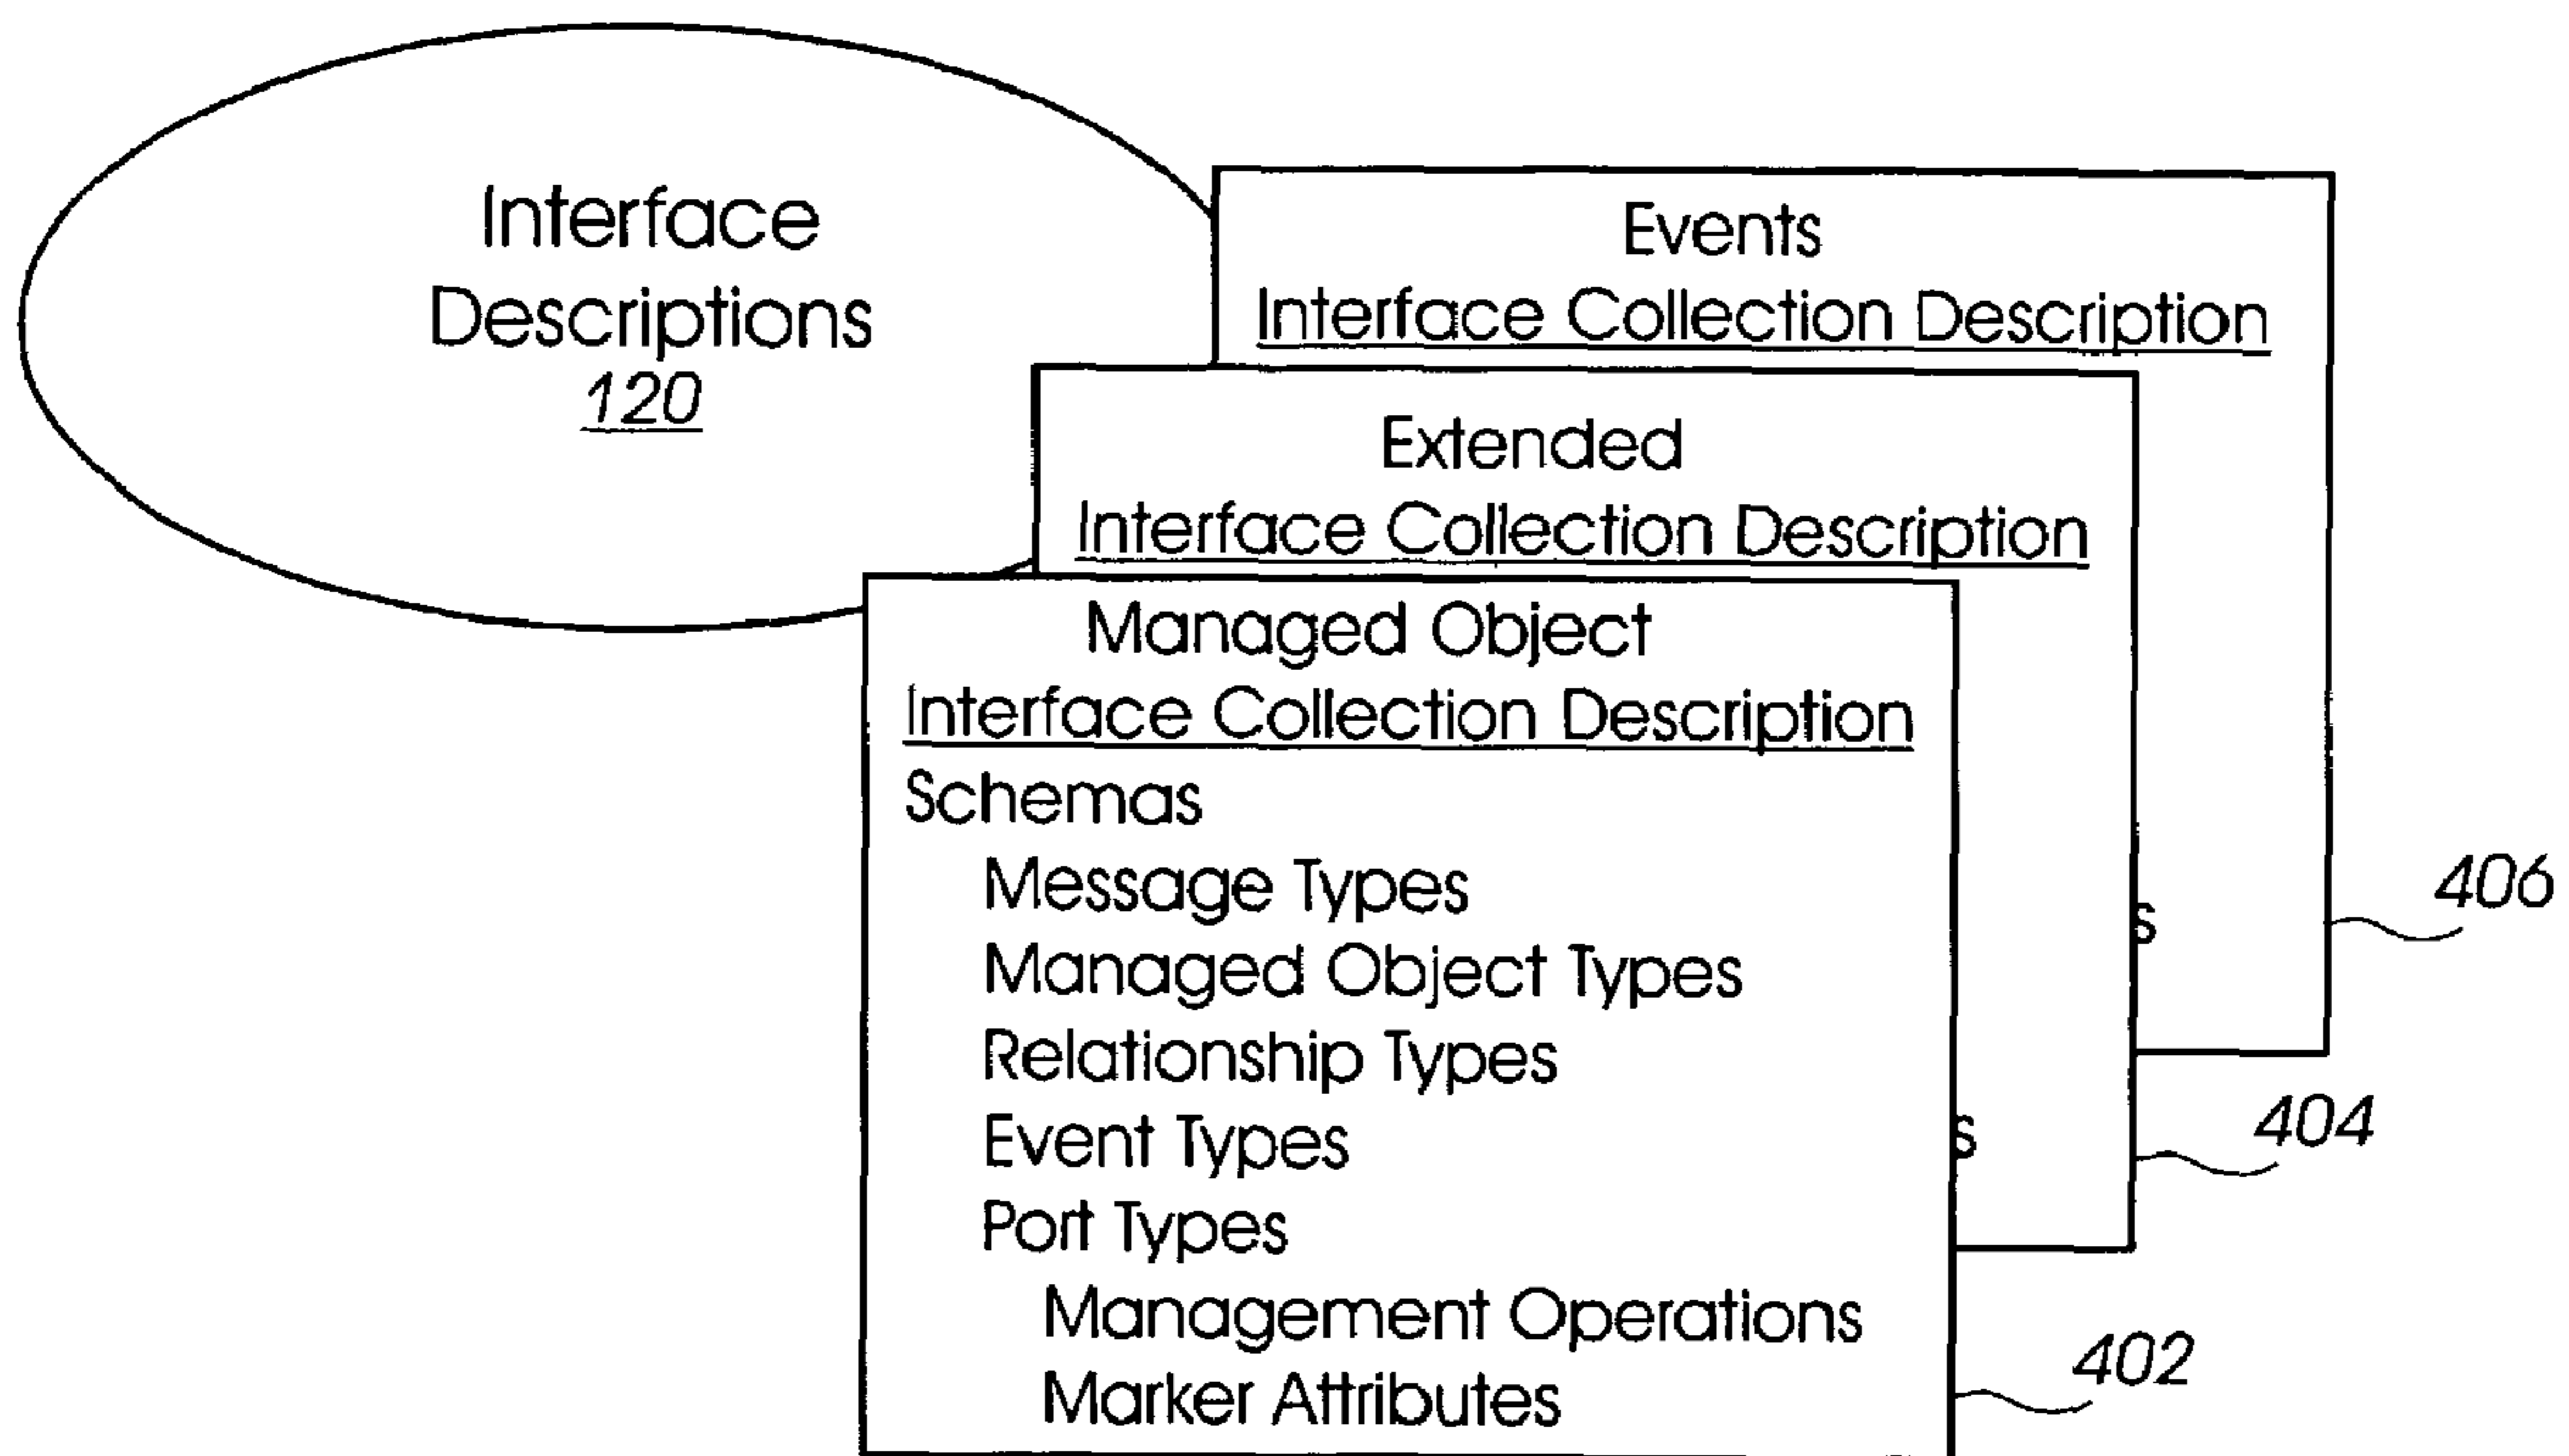 Interface
Descriptions
120
Events
Interface Collection Description
Extended
Interface Collection Description
Managed Object
Interface Collection Description
Schemas
Message Types
Managed Object Types
Relationship Types
Event Types
Port Types
Management Operations
Marker Attributes
s
406
s
404
402